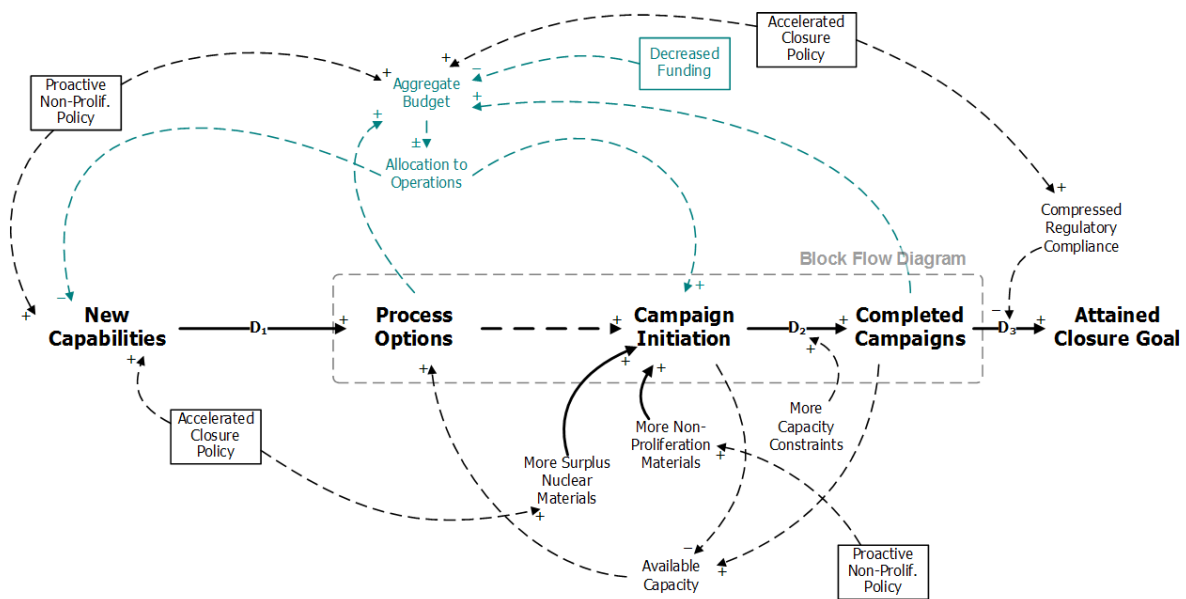 Accelerated
Closure
Policy
Decreased
Funding
Proactive
Non-Prolif.
Policy
+
+
−
+
Aggregate
Budget
+
±
Allocation to
Operations
+
Compressed
Regulatory
Compliance
Block Flow Diagram
+
−
+
New
Capabilities
D₁
+
Process
Options
+
Campaign
Initiation
D₂
+
Completed
Campaigns
−
D₃
+
Attained
Closure Goal
+
+
+
+
+
Accelerated
Closure
Policy
More Surplus
Nuclear
Materials
+
More Non-
Proliferation
Materials
+
More
Capacity
Constraints
−
+
Available
Capacity
Proactive
Non-Prolif.
Policy